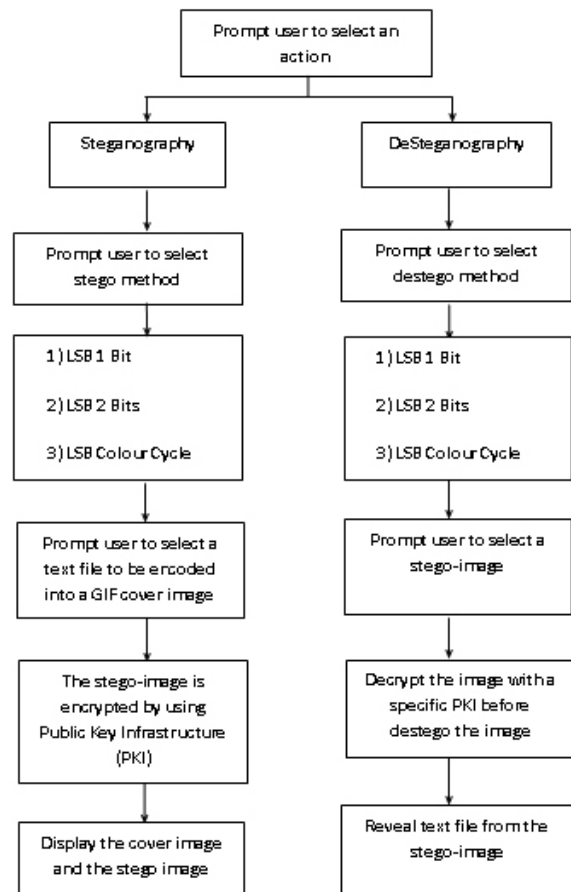 Prompt user to select an
action
Steganography
Prompt user to select
stego method
1) LSB 1 Bit
2) LSB 2 Bits
3) LSB Colour Cycle
Prompt user to select a
text file to be encoded
into a GIF cover image
The stego-image is
encrypted by using
Public Key Infrastructure
(PKI)
Display the cover image
and the stego image
DeSteganography
Prompt user to select
destego method
1) LSB 1 Bit
2) LSB 2 Bits
3) LSB Colour Cycle
Prompt user to select a
stego-image
Decrypt the image with a
specific PKI before
destego the image
Reveal text file from the
stego-image